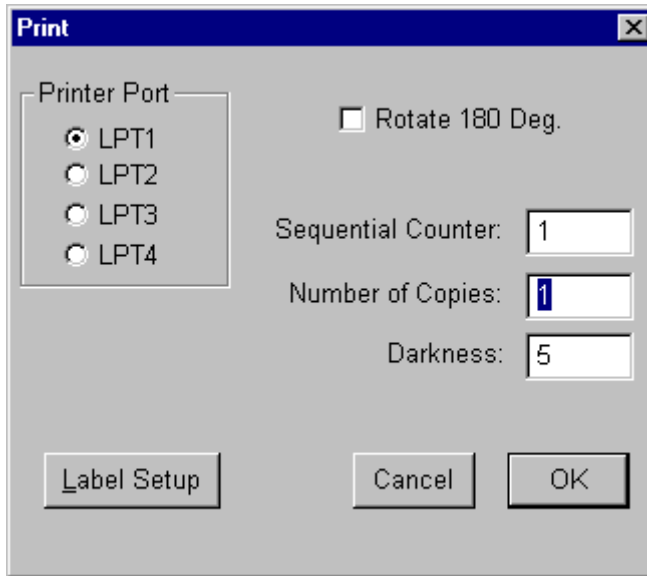 Print
Printer Port
LPT1
LPT2
LPT3
LPT4
Rotate 180 Deg.
Sequential Counter: 1
Number of Copies: 1
Darkness: 5
Label Setup
Cancel
OK